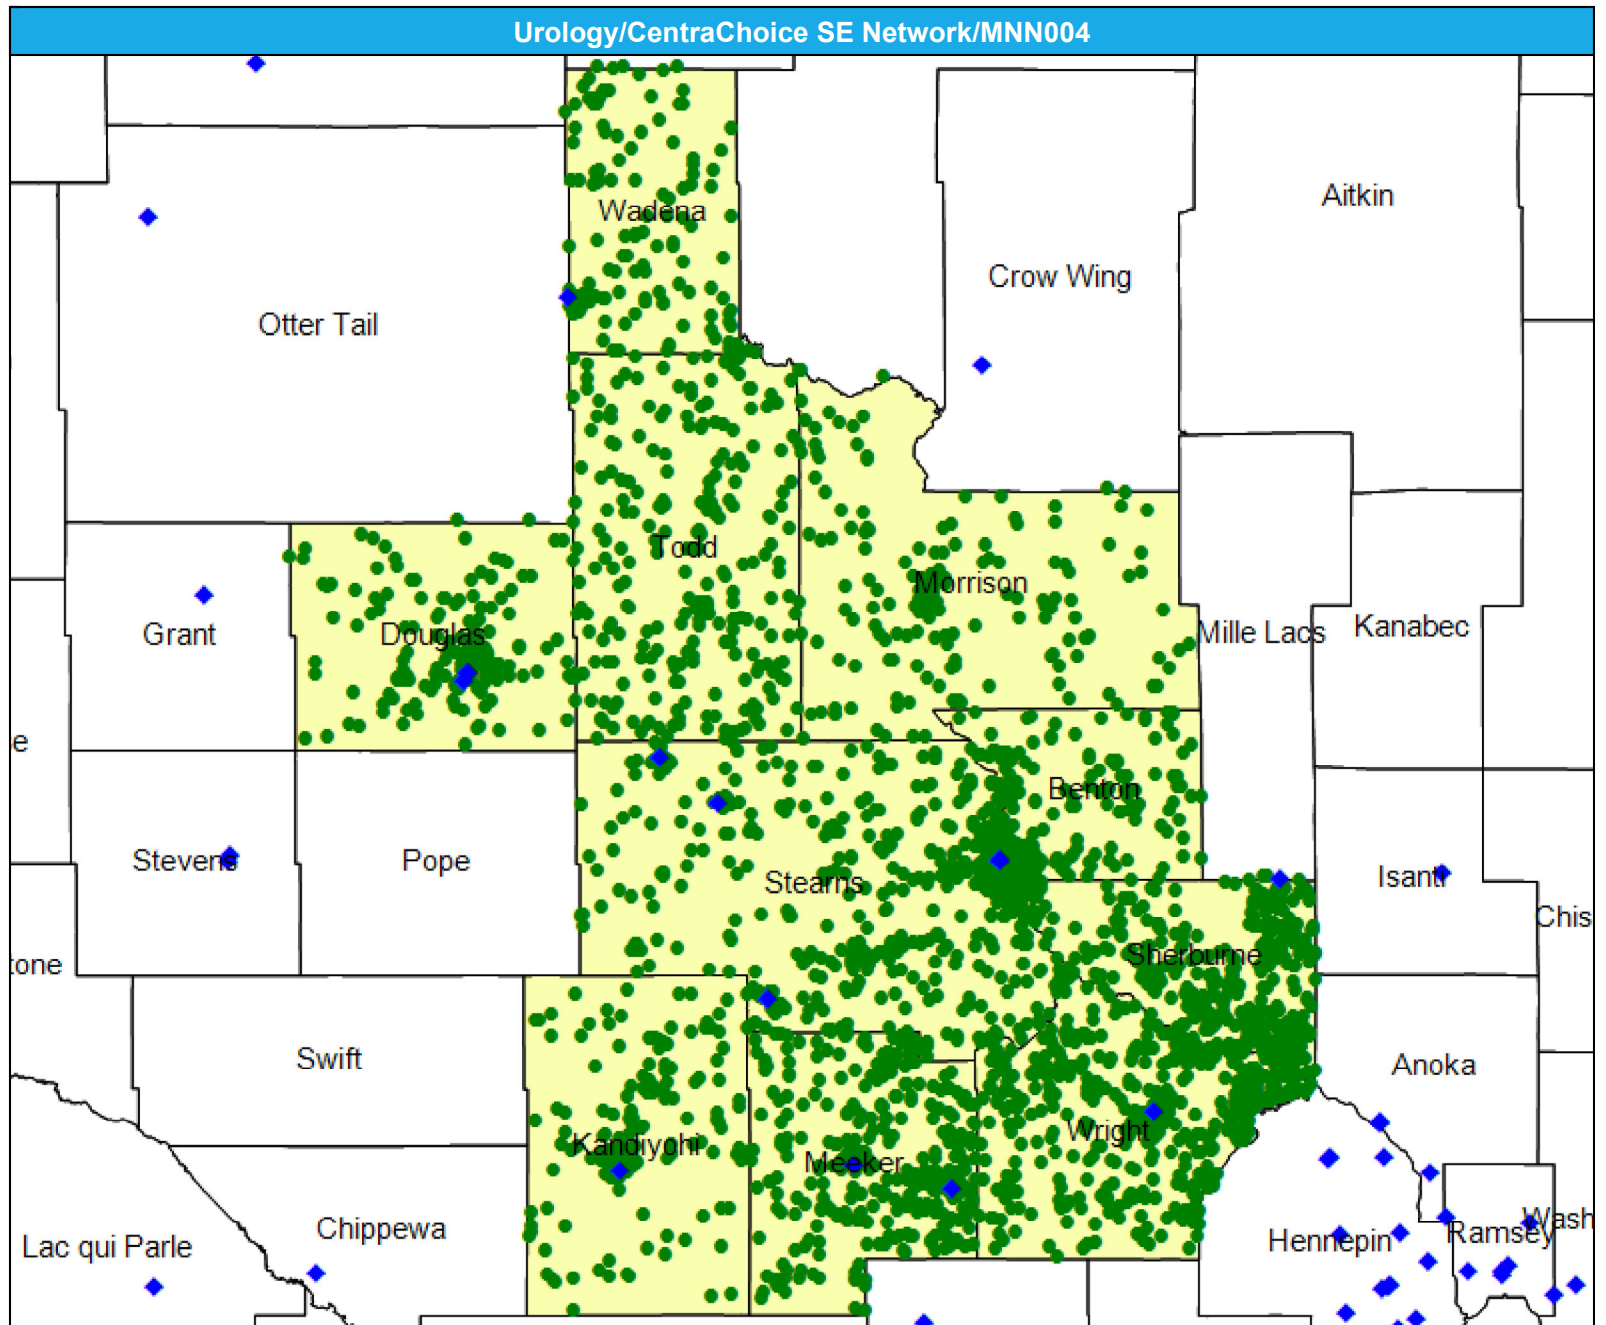 Urology/CentraChoice SE Network/MNN004
Aitkin
Wadena
Crow Wing
Otter Tail
Todd
Morrison
Grant
Douglas
Mille Lacs
Kanabec
e
Benton
Stevens
Pope
Stearns
Isanti
Chis
Sherburne
tone
Swift
Anoka
Wright
Kandiyohi
Meeker
Chippewa
Wash
Ramsey
Hennepin
Lac qui Parle